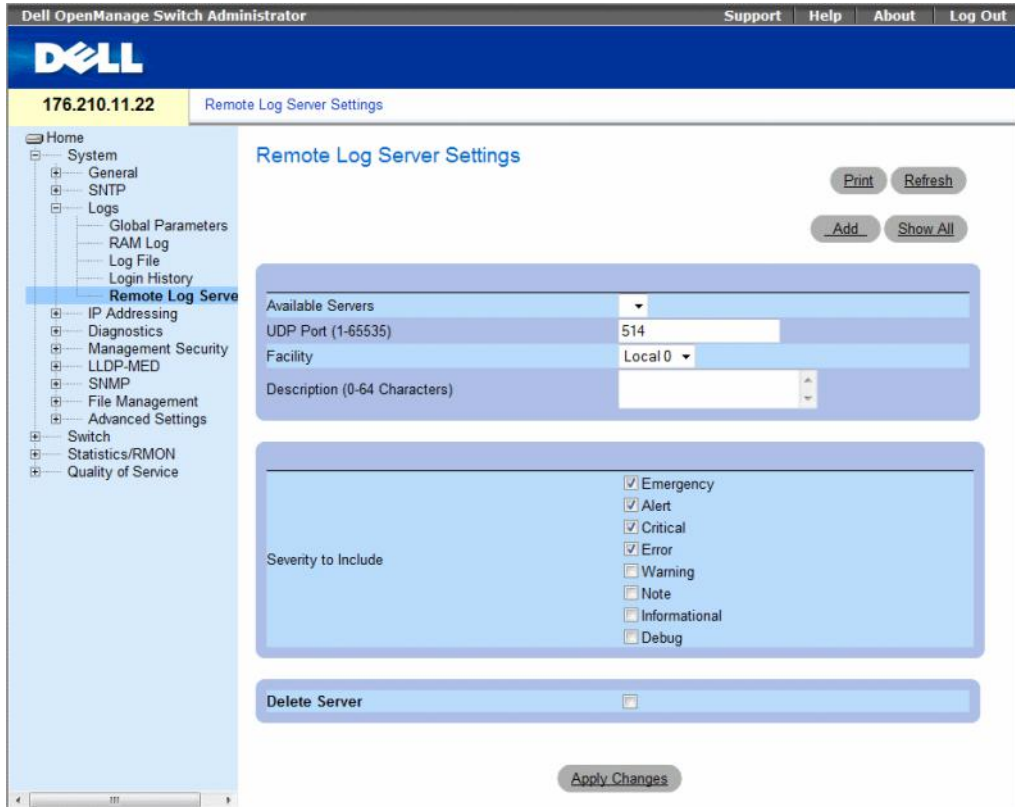 Dell OpenManage Switch Administrator
Support Help About Log Out
DELL
176.210.11.22
Remote Log Server Settings
Home
System
General
SNTP
Logs
Global Parameters
RAM Log
Log File
Login History
Remote Log Serve
IP Addressing
Diagnostics
Management Security
LLDP-MED
SNMP
File Management
Advanced Settings
Switch
Statistics/RMON
Quality of Service
Remote Log Server Settings
Print Refresh
Add Show All
Available Servers
UDP Port (1-65535) 514
Facility Local 0
Description (0-64 Characters)
Severity to Include
Emergency
Alert
Critical
Error
Warning
Note
Informational
Debug
Delete Server
Apply Changes